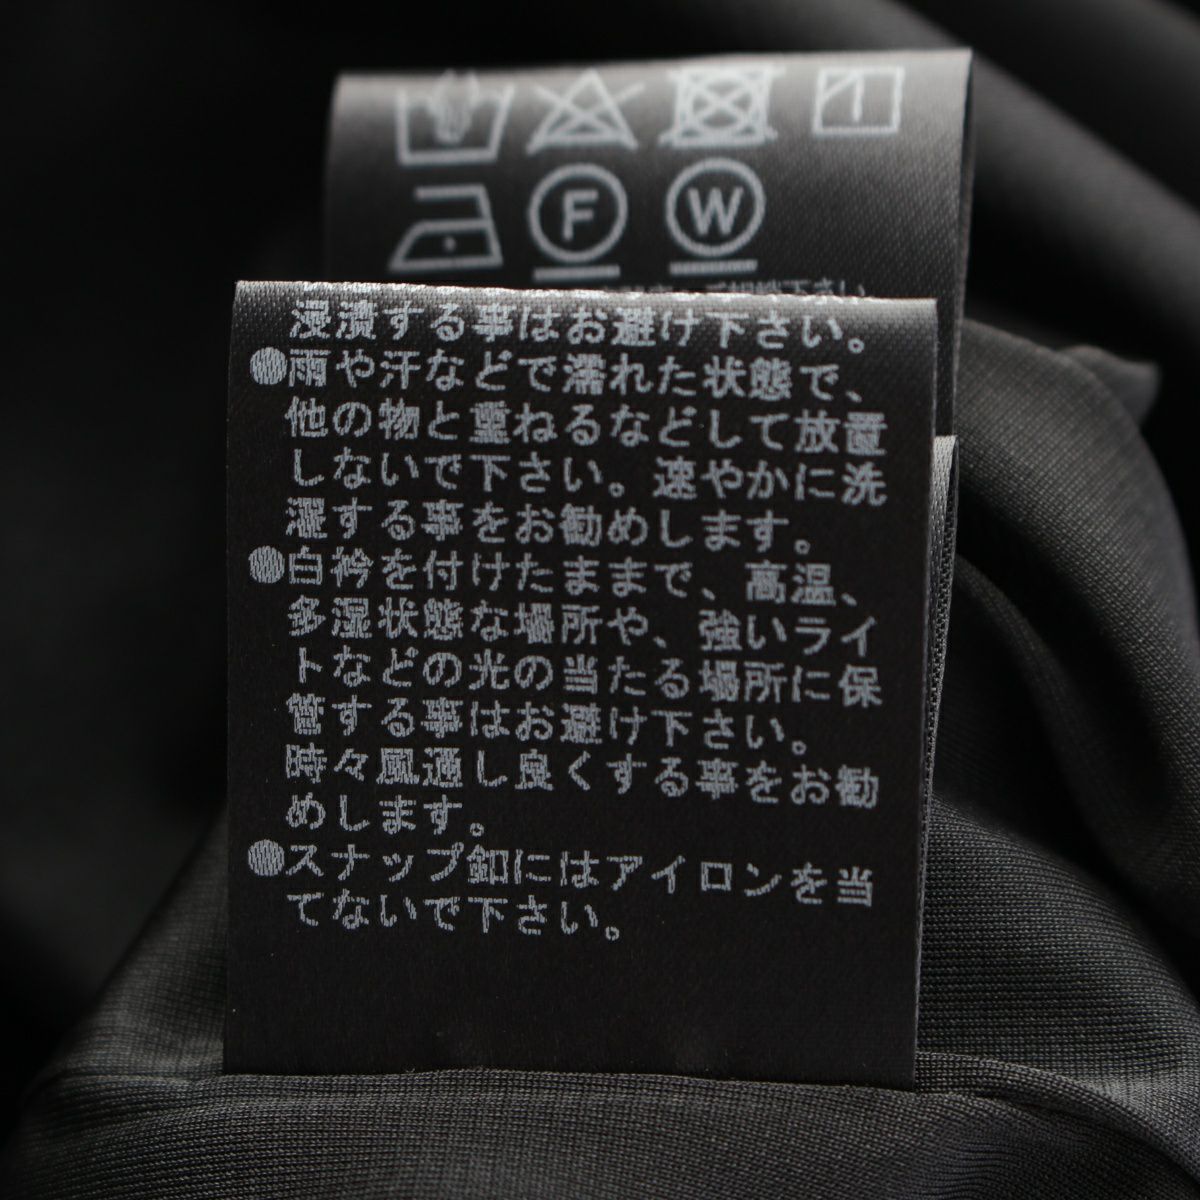 F W
浸漬する事はお避け下さい。
●雨や汗などで濡れた状態で、
他の物と重ねるなどして放置
しないで下さい。速やかに洗
濯する事をお勧めします。
●白衿を付けたままで、高温、
多湿状態な場所や、強いライ
トなどの光の当たる場所に保
管する事はお避け下さい。
時々風通し良くする事をお勧
めします。
●スナップ釦にはアイロンを当
てないで下さい。